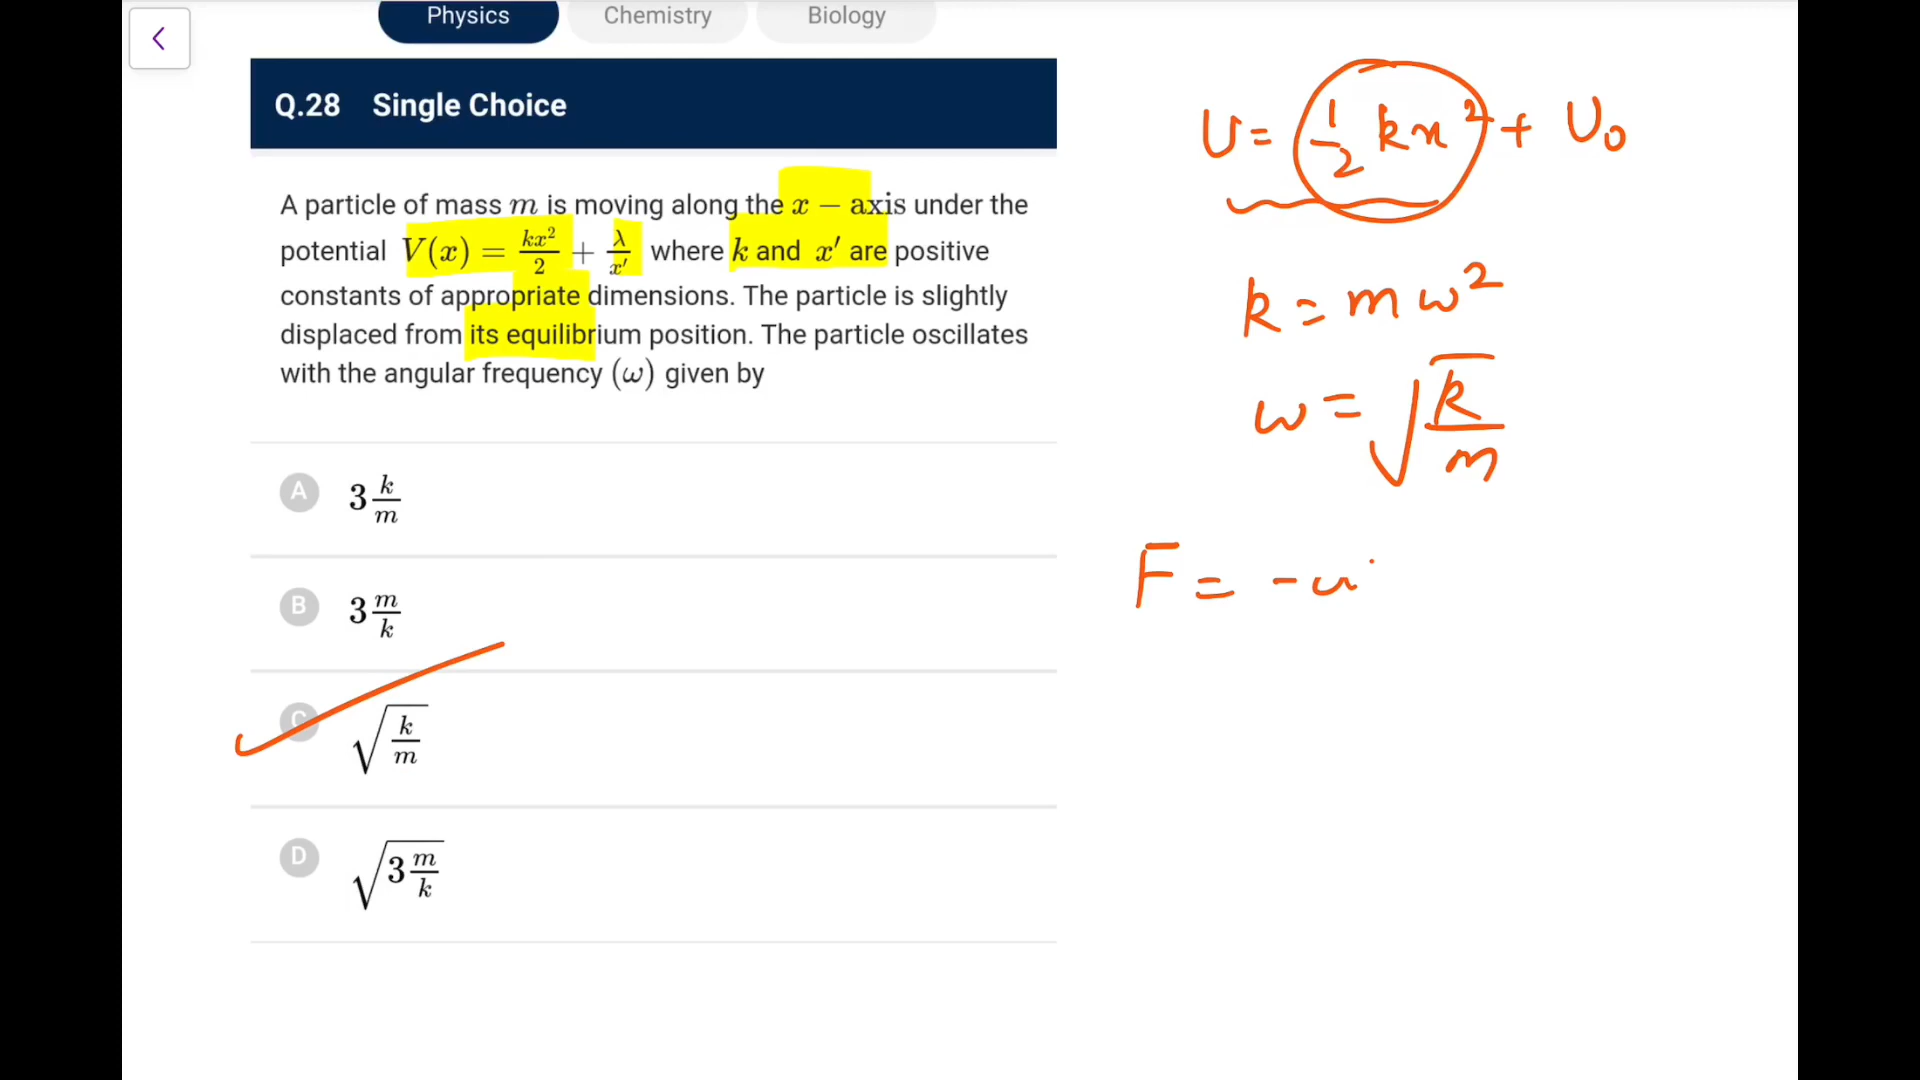 Physics Chemistry Biology
Q.28 Single Choice
A particle of mass m is moving along the x − axis under the
potential V(x) = kx²/2 + λ/x′ where k and x′ are positive
constants of appropriate dimensions. The particle is slightly
displaced from its equilibrium position. The particle oscillates
with the angular frequency (ω) given by
A 3 k/m
B 3 m/k
C √(k/m)
D √(3 m/k)
U = 1/2 kx² + U₀
k = mω²
ω = √(k/m)
F = -